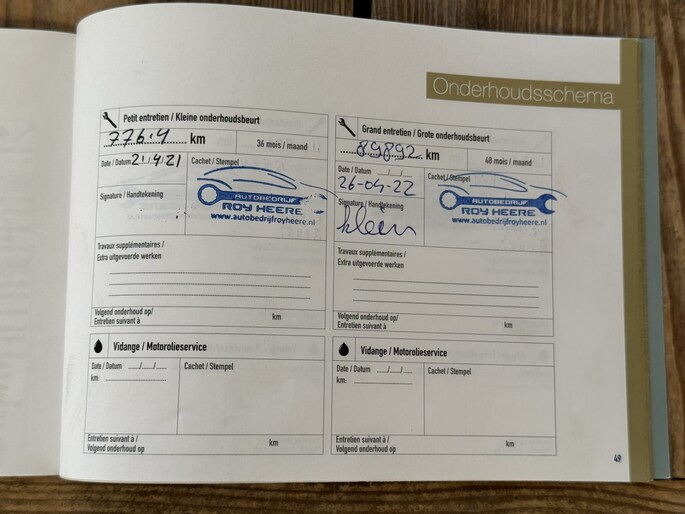 Onderhoudsschema
Petit entretien / Kleine onderhoudsbeurt
776.4 km
36 mois / maand
Date / Datum 21/4/21
Cachet / Stempel
Signature / Handtekening
AUTOBEDRIJF
ROY HEERE
www.autobedrijfroyheere.nl
Travaux supplémentaires /
Extra uitgevoerde werken
Volgend onderhoud op/
Entretien suivant à
km
Grand entretien / Grote onderhoudsbeurt
89892 km
48 mois / maand
Date / Datum
26-04-22
Cachet / Stempel
Signature / Handtekening
klein
AUTOBEDRIJF
ROY HEERE
www.autobedrijfroyheere.nl
Travaux supplémentaires /
Extra uitgevoerde werken
Volgend onderhoud op/
Entretien suivant à
km
Vidange / Motorolieservice
Date / Datum
km:
Cachet / Stempel
Entretien suivant à /
Volgend onderhoud op
km
Vidange / Motorolieservice
Date / Datum
km:
Cachet / Stempel
Entretien suivant à /
Volgend onderhoud op
km
49